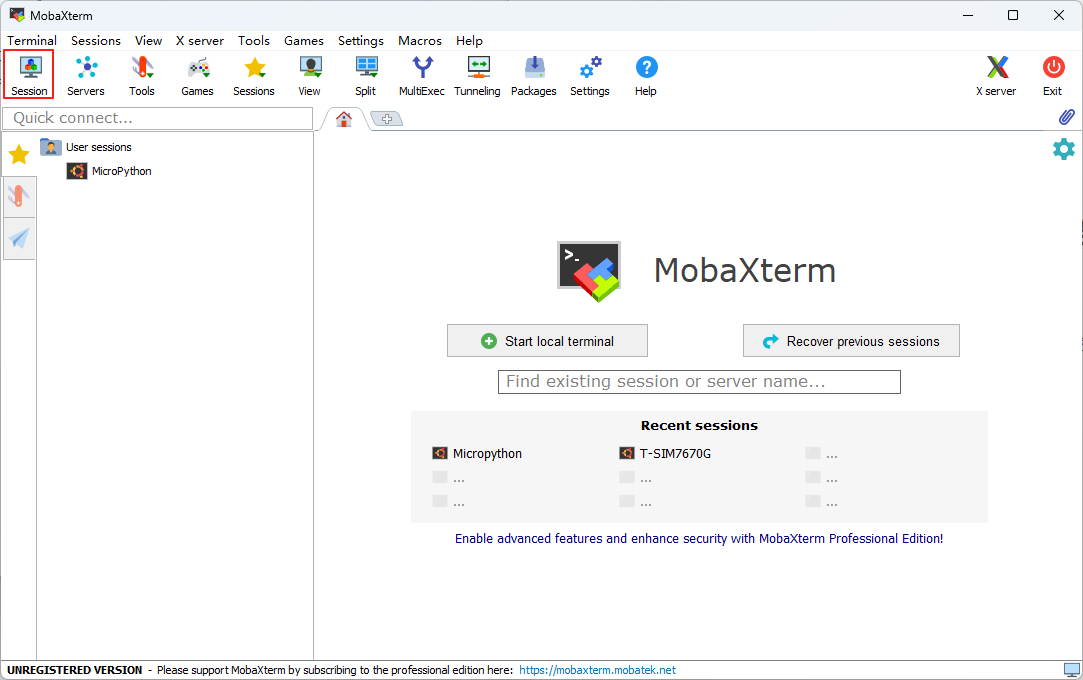 MobaXterm
Terminal Sessions View X server Tools Games Settings Macros Help
Session Servers Tools Games Sessions View Split MultiExec Tunneling Packages Settings Help X server Exit
Quick connect...
User sessions
MicroPython
>_
MobaXterm
Start local terminal Recover previous sessions
Find existing session or server name...
Recent sessions
Micropython T-SIM7670G ...
... ... ...
... ... ...
Enable advanced features and enhance security with MobaXterm Professional Edition!
UNREGISTERED VERSION - Please support MobaXterm by subscribing to the professional edition here: https://mobaxterm.mobatek.net